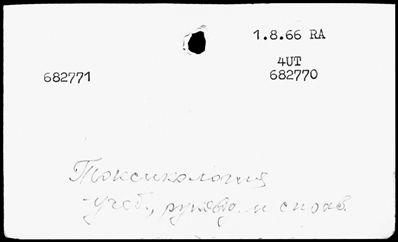 1.8.66 RA
4UT
682771 682770
Токсикология
-учеб., руковод. и справ.